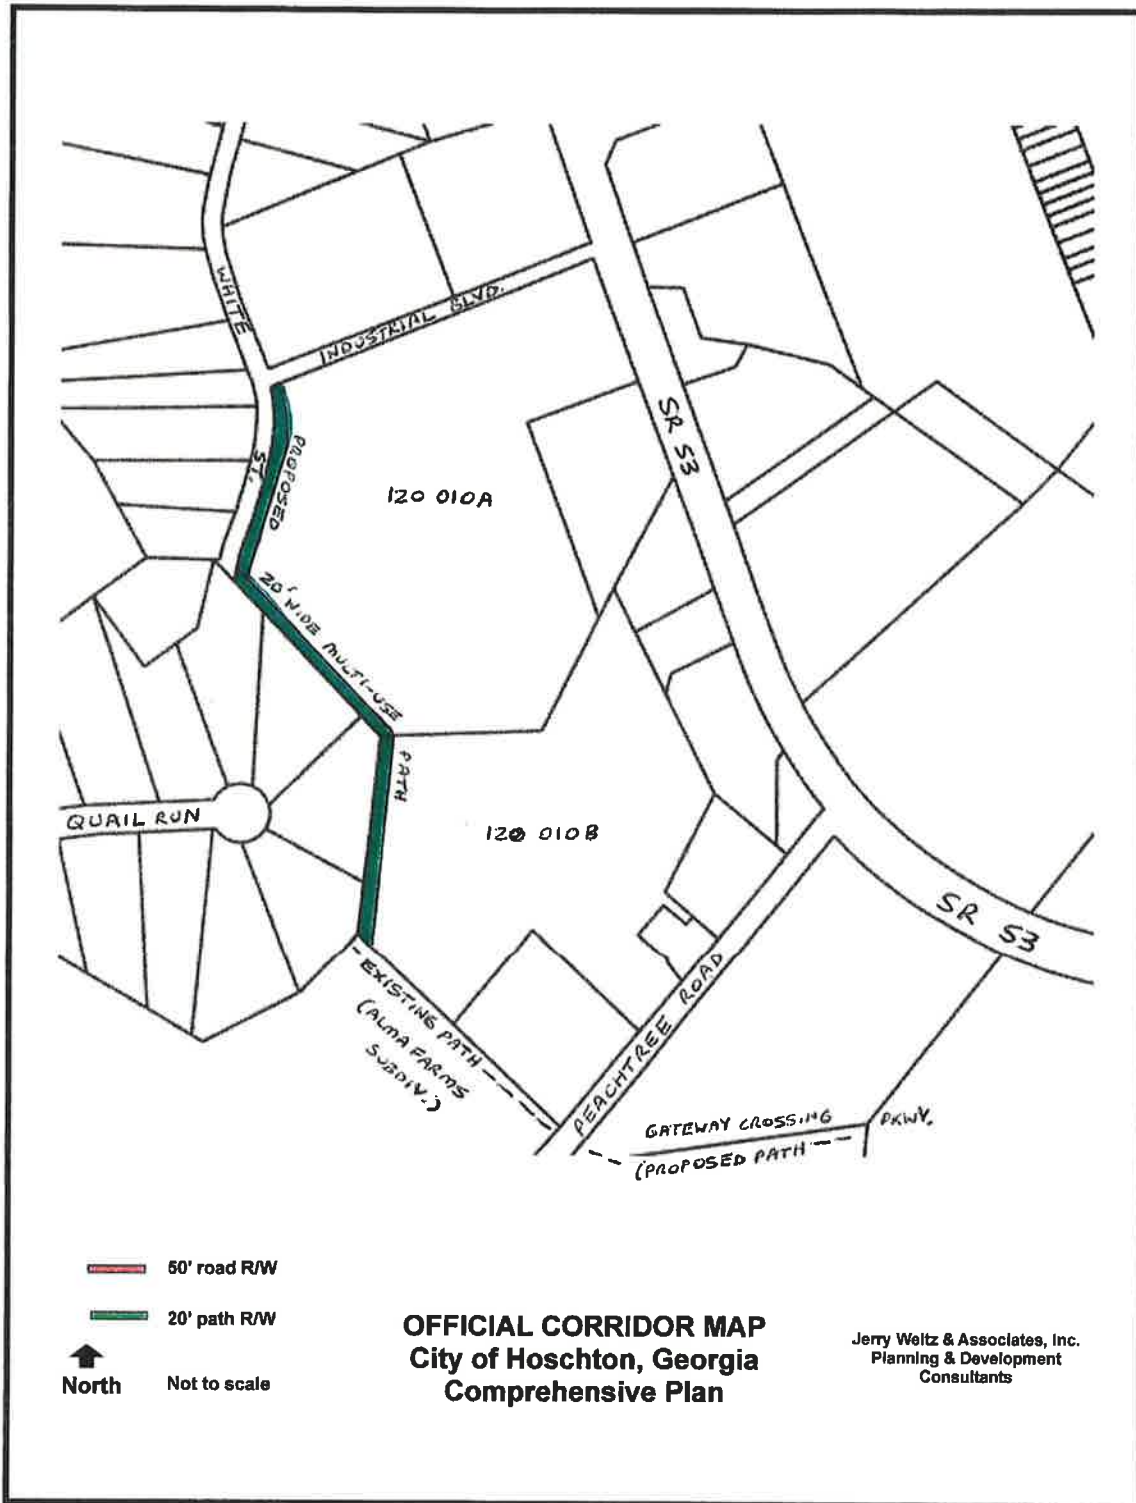 WHITE
ST.
INDUSTRIAL BLVD.
SR 53
PROPOSED
20' WIDE MULTI-USE
PATH
120 010A
QUAIL RUN
120 010B
SR 53
- EXISTING PATH
(ALMA FARMS
SUBDIV.)
PEACHTREE ROAD
GATEWAY CROSSING PKWY.
(PROPOSED PATH
50' road R/W
20' path R/W
North
Not to scale
OFFICIAL CORRIDOR MAP
City of Hoschton, Georgia
Comprehensive Plan
Jerry Weitz & Associates, Inc.
Planning & Development
Consultants